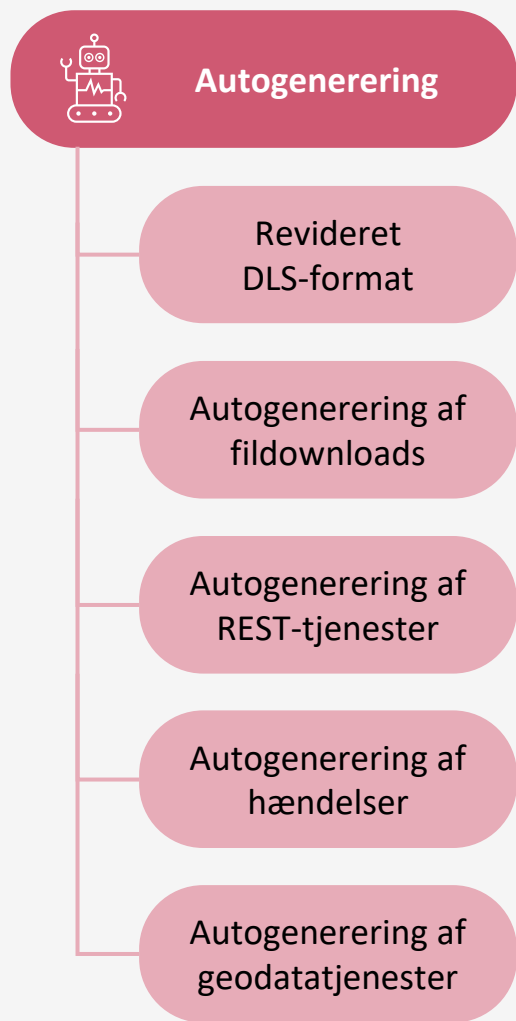 Autogenerering
Revideret
DLS-format
Autogenerering af
fildownloads
Autogenerering af
REST-tjenester
Autogenerering af
hændelser
Autogenerering af
geodatatjenester